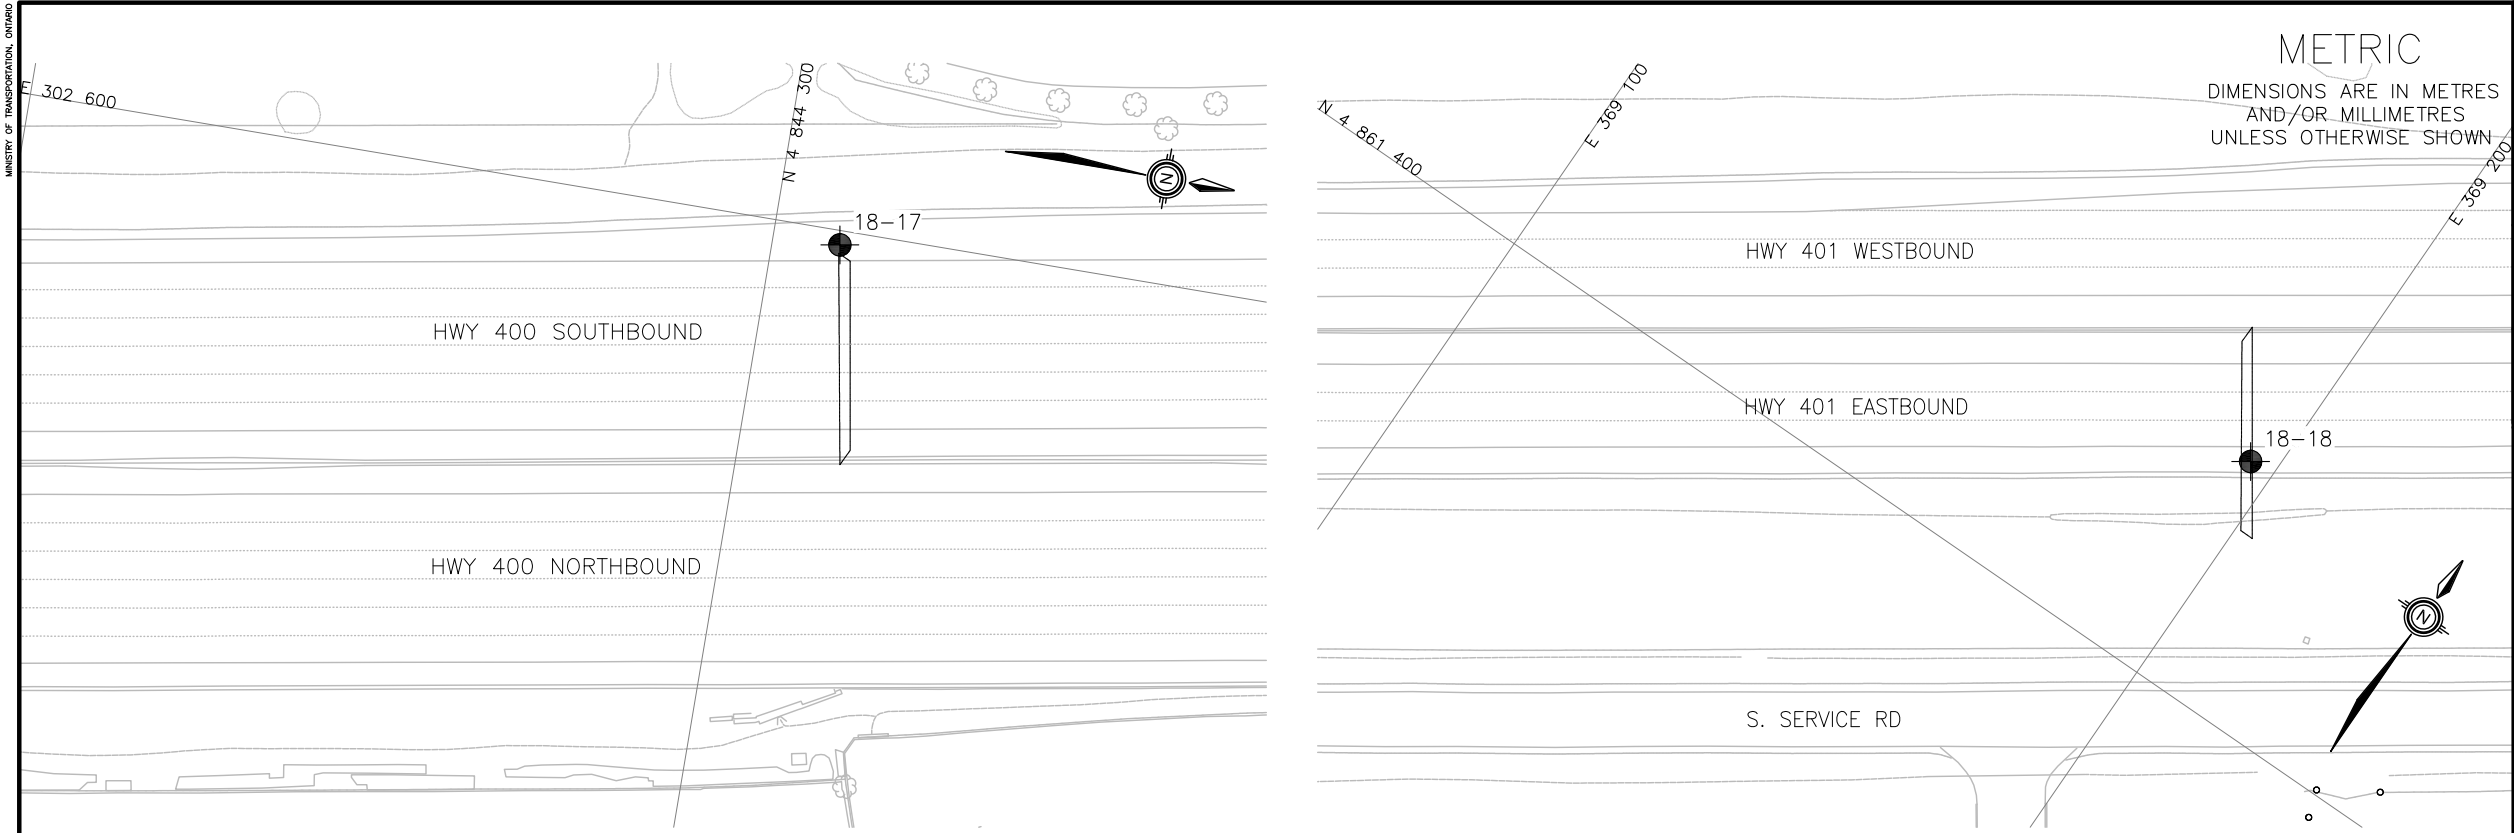 MINISTRY OF TRANSPORTATION, ONTARIO
E 302 600
N 4 844 300
N
18-17
HWY 400 SOUTHBOUND
HWY 400 NORTHBOUND
METRIC
DIMENSIONS ARE IN METRES
AND/OR MILLIMETRES
UNLESS OTHERWISE SHOWN
N 4 861 400
E 369 100
E 369 200
HWY 401 WESTBOUND
HWY 401 EASTBOUND
18-18
N
S. SERVICE RD